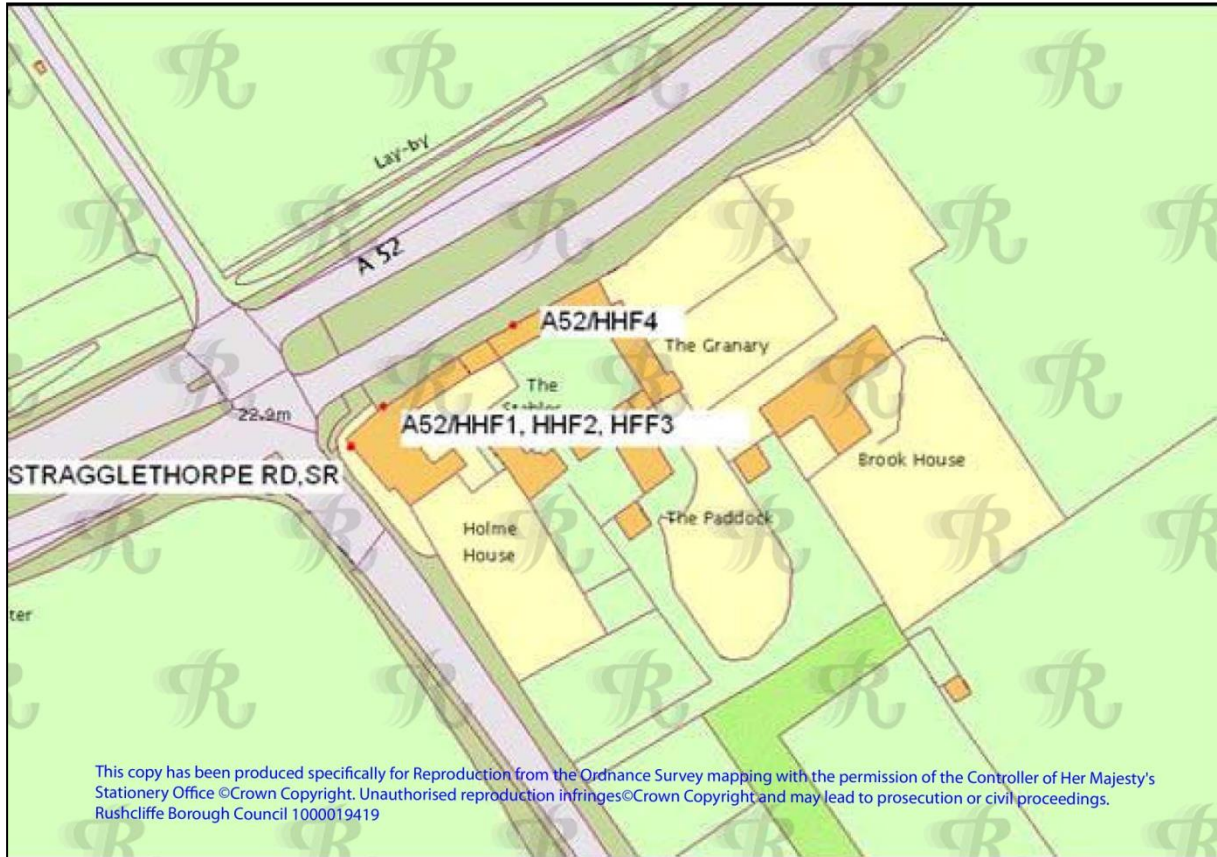 Lay-by
A 52
A52/HHF4
The Granary
The
22.9m
A52/HHF1, HHF2, HFF3
STRAGGLETHORPE RD,SR
Brook House
The Paddock
Holme
House
ter
This copy has been produced specifically for Reproduction from the Ordnance Survey mapping with the permission of the Controller of Her Majesty's
Stationery Office ©Crown Copyright. Unauthorised reproduction infringes©Crown Copyright and may lead to prosecution or civil proceedings.
Rushcliffe Borough Council 1000019419